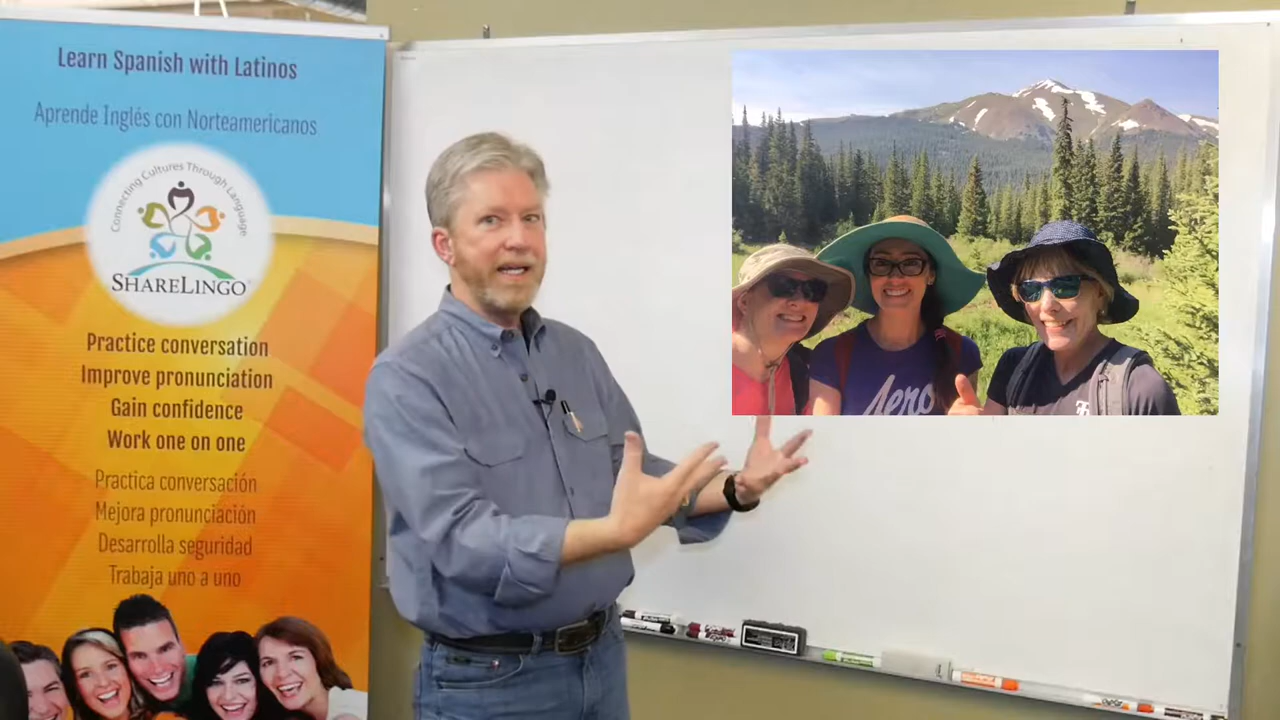 Learn Spanish with Latinos
Aprende Inglés con Norteamericanos
Connecting Cultures Through Language
SHARELINGO
Practice conversation
Improve pronunciation
Gain confidence
Work one on one
Practica conversación
Mejora pronunciación
Desarrolla seguridad
Trabaja uno a uno
Aero